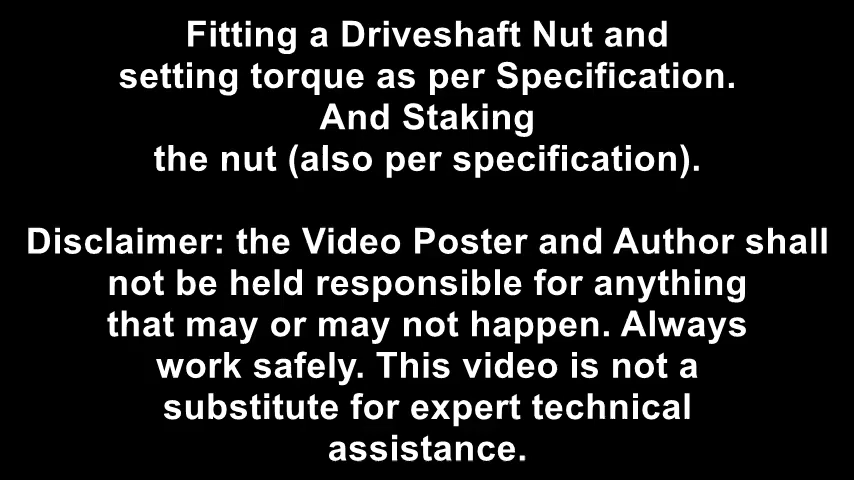 Fitting a Driveshaft Nut and
setting torque as per Specification.
And Staking
the nut (also per specification).
Disclaimer: the Video Poster and Author shall
not be held responsible for anything
that may or may not happen. Always
work safely. This video is not a
substitute for expert technical
assistance.